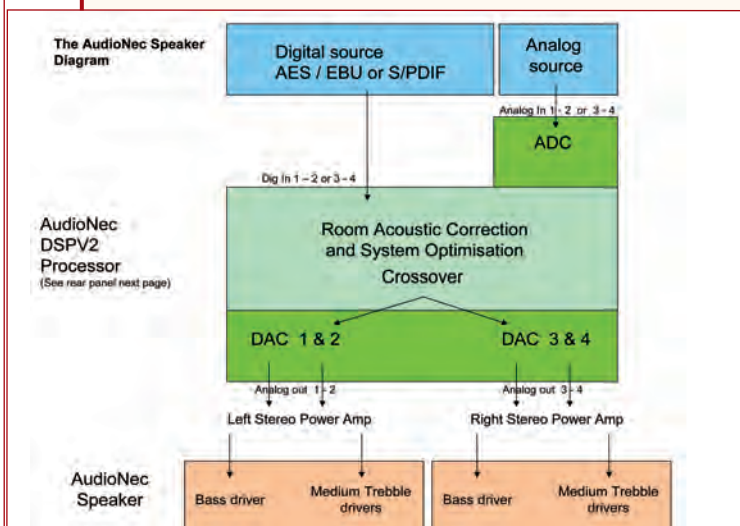 The AudioNec Speaker
Diagram
Digital source
AES / EBU or S/PDIF
Analog
source
Analog In 1 - 2 or 3 - 4
ADC
Dig In 1 – 2 or 3 - 4
AudioNec
DSPV2
Processor
(See rear panel next page)
Room Acoustic Correction
and System Optimisation
Crossover
DAC 1 & 2
DAC 3 & 4
Analog out 1 - 2
Analog out 3 - 4
Left Stereo Power Amp
Right Stereo Power Amp
AudioNec
Speaker
Bass driver
Medium Trebble
drivers
Bass driver
Medium Trebble
drivers